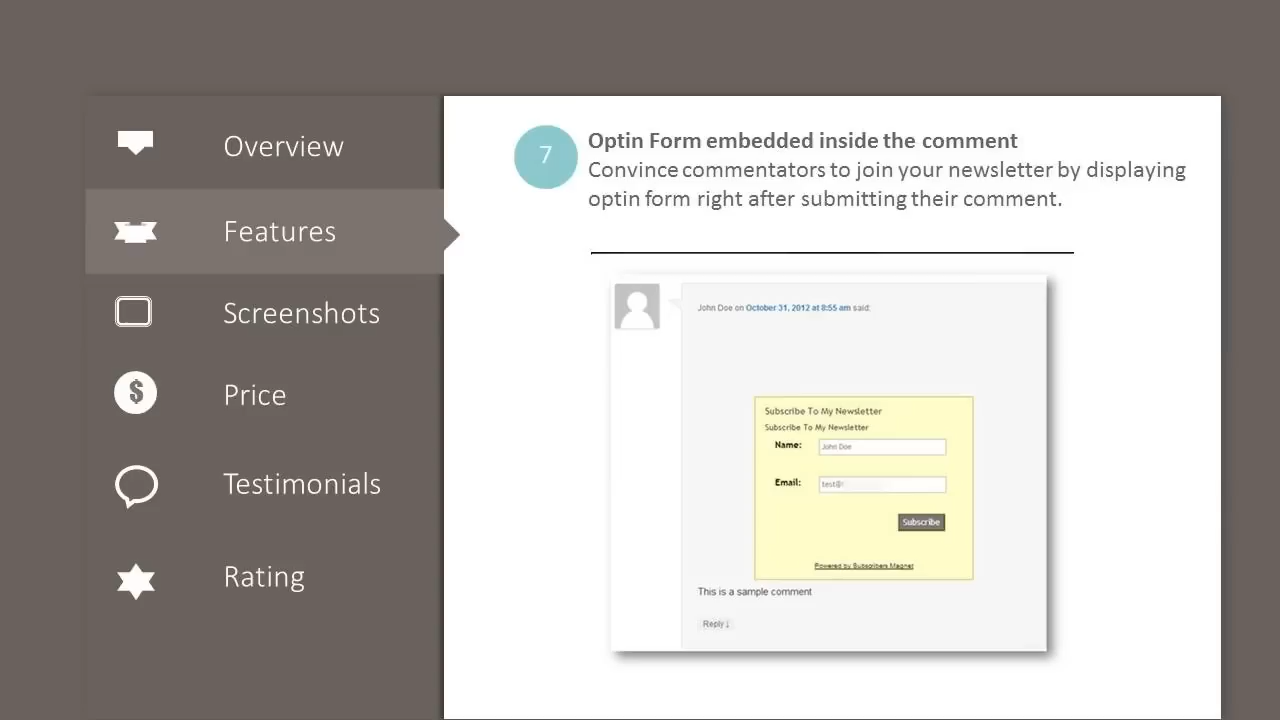 Overview
Features
Screenshots
$
Price
Testimonials
Rating
7
Optin Form embedded inside the comment
Convince commentators to join your newsletter by displaying
optin form right after submitting their comment.
John Doe on October 31, 2012 at 8:55 am said:
Subscribe To My Newsletter
Subscribe To My Newsletter
Name: John Doe
Email: test@
Subscribe
Powered by Subscribers Magnet
This is a sample comment
Reply ↓